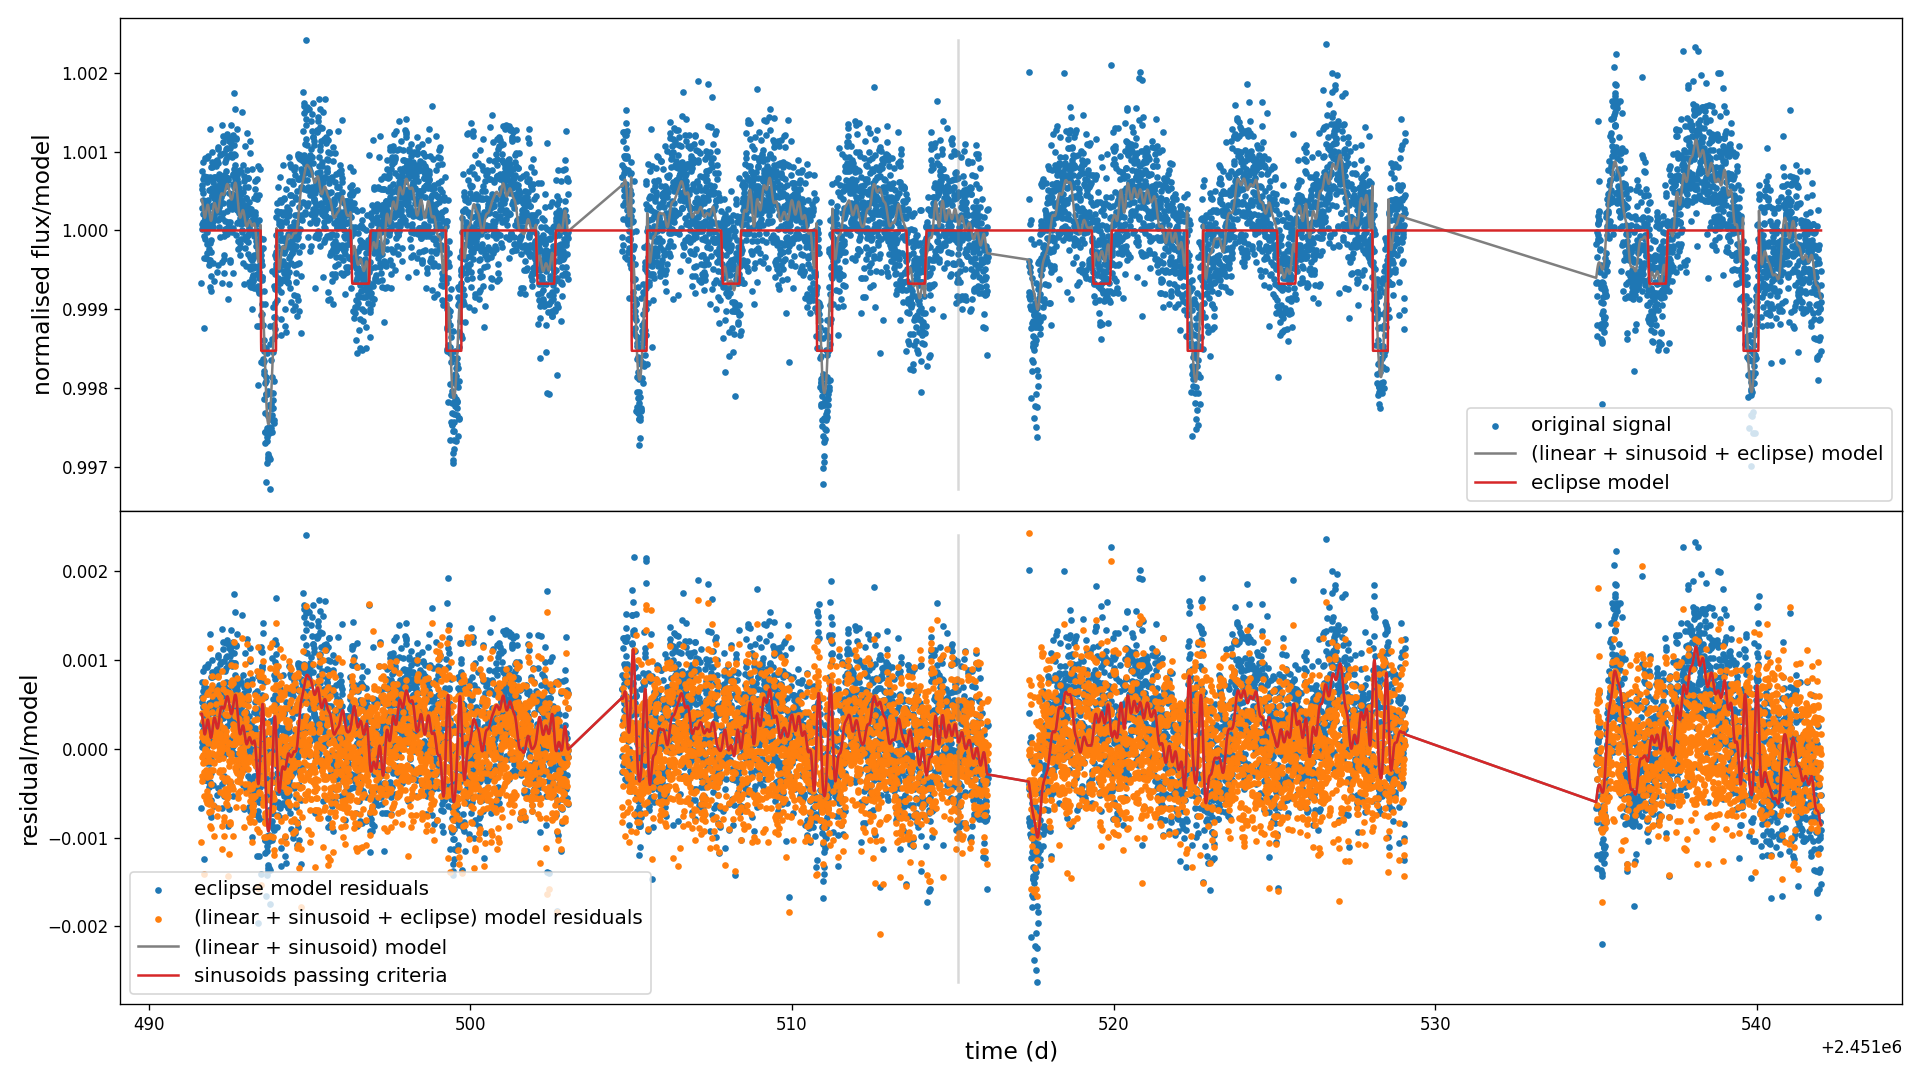 normalised flux/model
1.002
1.001
1.000
0.999
0.998
0.997
original signal
(linear + sinusoid + eclipse) model
eclipse model
residual/model
0.002
0.001
0.000
−0.001
−0.002
eclipse model residuals
(linear + sinusoid + eclipse) model residuals
(linear + sinusoid) model
sinusoids passing criteria
490 500 510 520 530 540
time (d)
+2.451e6